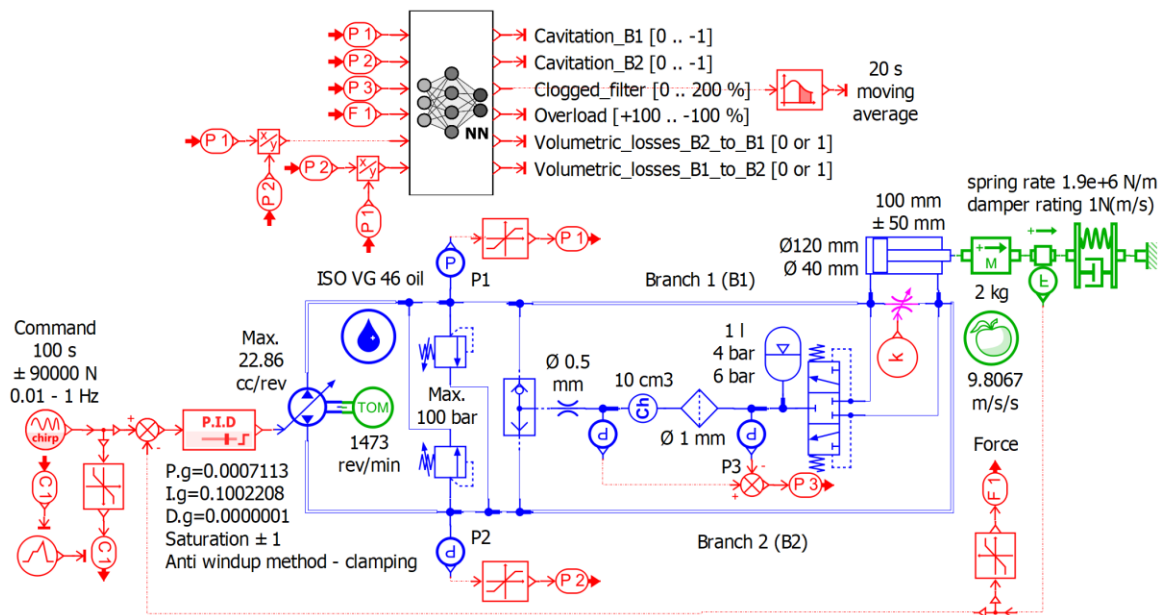 P 1
Cavitation_B1 [0 .. -1]
P 2
Cavitation_B2 [0 .. -1]
P 3
Clogged_filter [0 .. 200 %]
20 s
moving
average
F 1
Overload [+100 .. -100 %]
NN
P 1
x/y
Volumetric_losses_B2_to_B1 [0 or 1]
P 2
P 2
x/y
Volumetric_losses_B1_to_B2 [0 or 1]
P 1
spring rate 1.9e+6 N/m
damper rating 1N(m/s)
100 mm
± 50 mm
Ø120 mm
Ø 40 mm
M
2 kg
9.8067
m/s/s
P 1
P
P1
ISO VG 46 oil
Branch 1 (B1)
Command
100 s
± 90000 N
0.01 - 1 Hz
chirp
Max.
22.86
cc/rev
TOM
1473
rev/min
Max.
100 bar
Ø 0.5
mm
10 cm3
Ch
Ø 1 mm
1 l
4 bar
6 bar
k
P
P
P3
+
-
P 3
+
-
P.I.D
P.g=0.0007113
I.g=0.1002208
D.g=0.0000001
Saturation ± 1
Anti windup method - clamping
C 1
C 1
P
P2
P 2
Branch 2 (B2)
Force
F 1